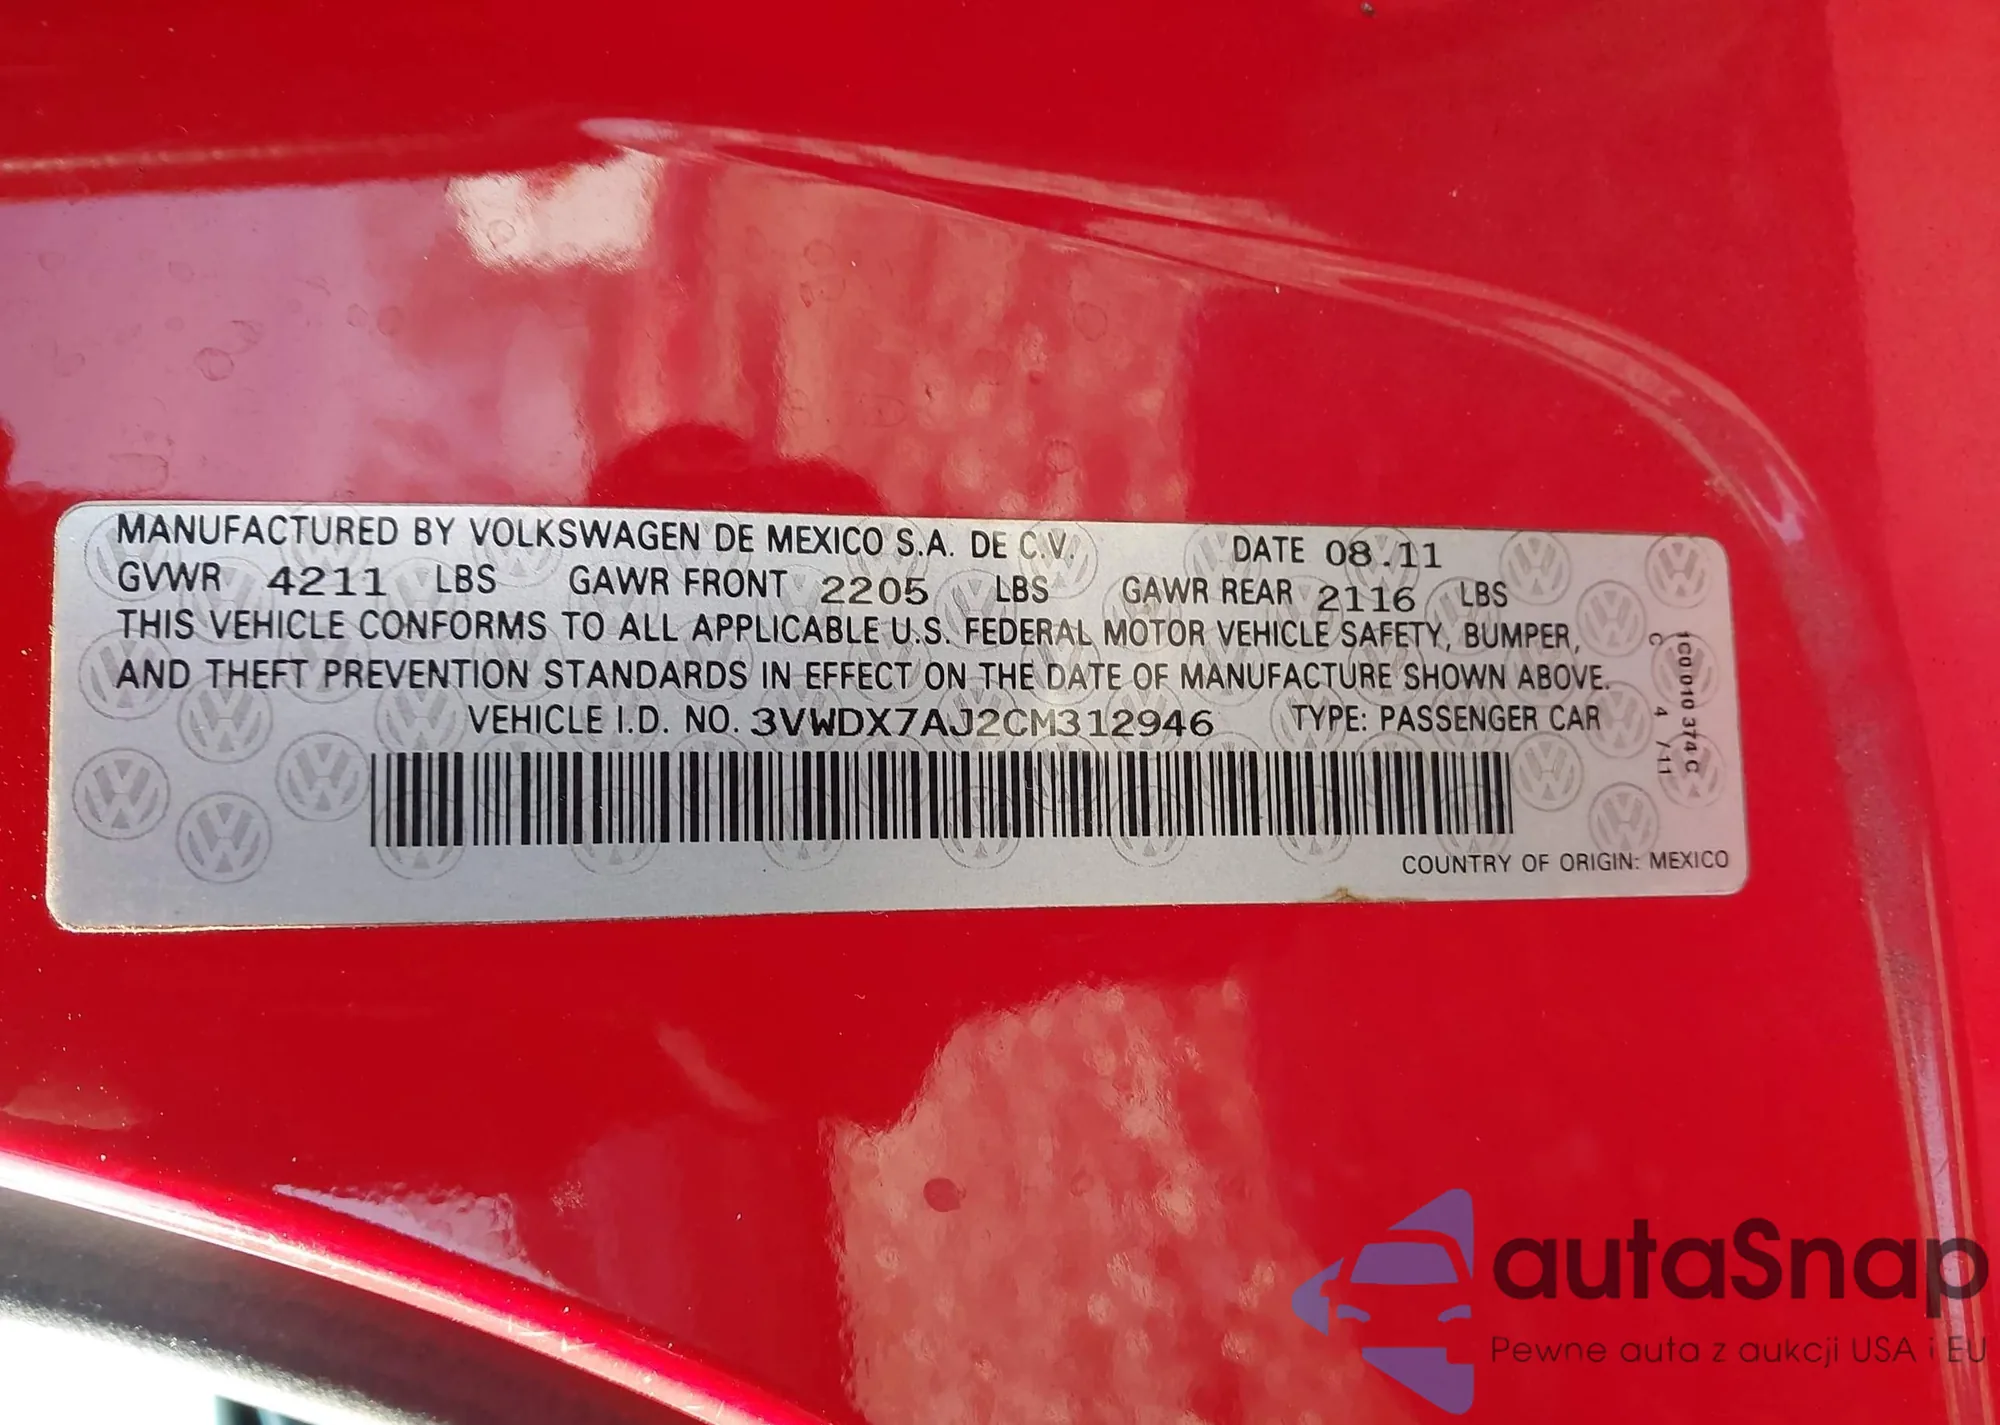 MANUFACTURED BY VOLKSWAGEN DE MEXICO S.A. DE C.V. DATE 08.11
GVWR 4211 LBS GAWR FRONT 2205 LBS GAWR REAR 2116 LBS
THIS VEHICLE CONFORMS TO ALL APPLICABLE U.S. FEDERAL MOTOR VEHICLE SAFETY, BUMPER,
AND THEFT PREVENTION STANDARDS IN EFFECT ON THE DATE OF MANUFACTURE SHOWN ABOVE.
VEHICLE I.D. NO. 3VWDX7AJ2CM312946 TYPE: PASSENGER CAR
COUNTRY OF ORIGIN: MEXICO
1C0 010 374 C
C 4 / 11
autaSnap
Pewne auta z aukcji USA i EU